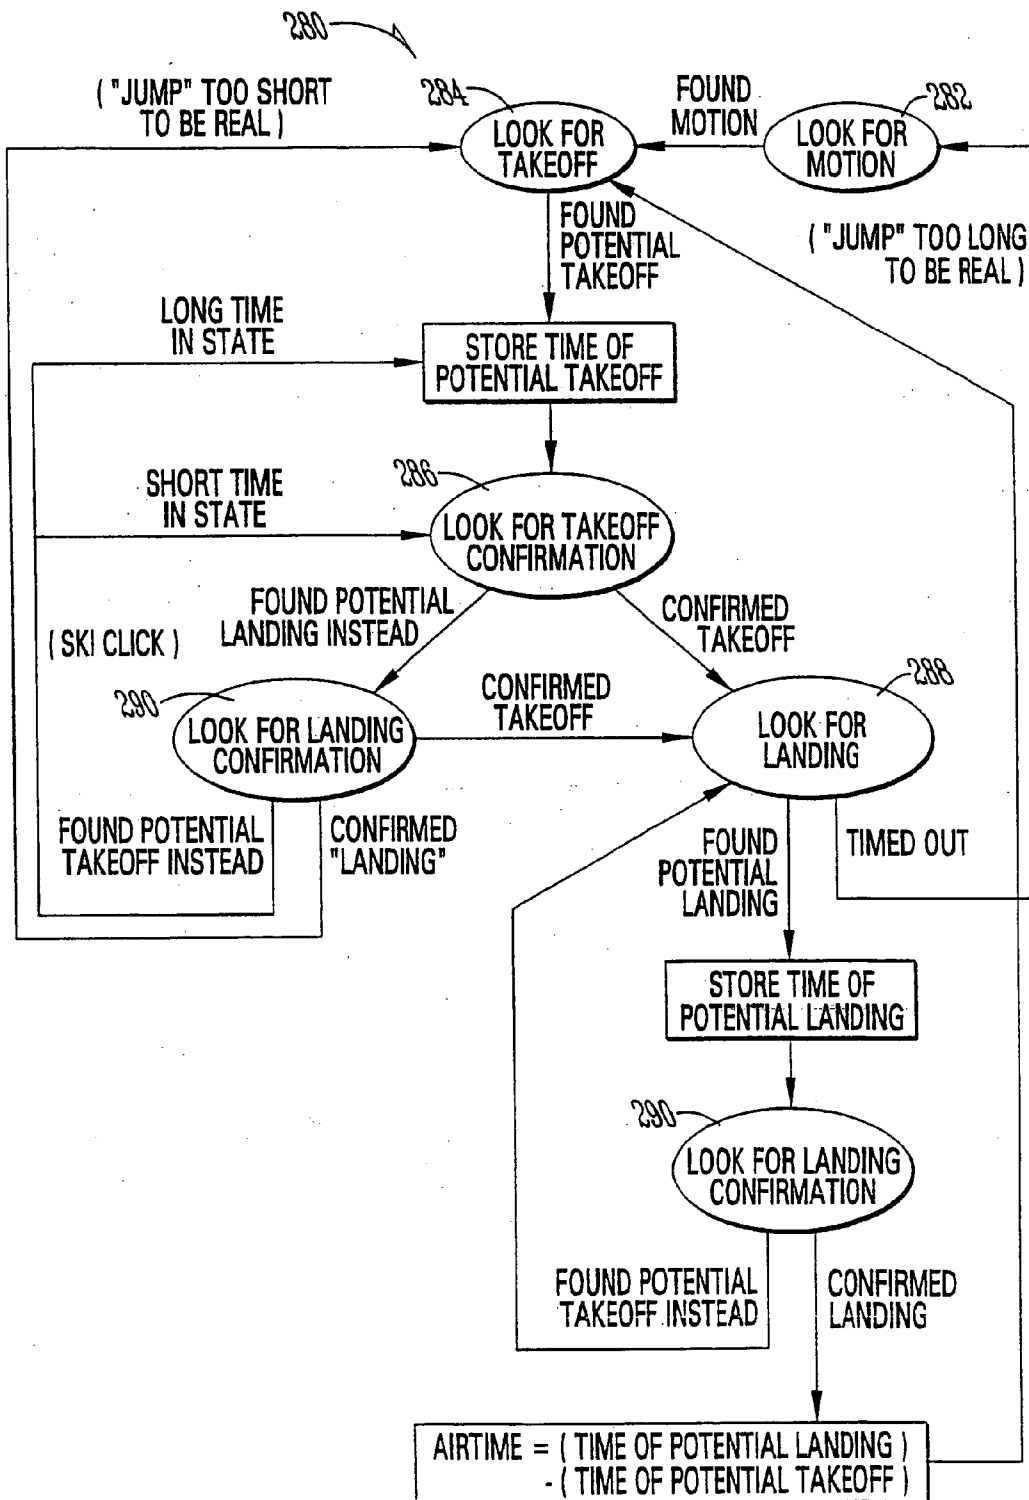 280
( "JUMP" TOO SHORT
TO BE REAL )
284
LOOK FOR
TAKEOFF
FOUND
MOTION
282
LOOK FOR
MOTION
FOUND
POTENTIAL
TAKEOFF
( "JUMP" TOO LONG
TO BE REAL )
LONG TIME
IN STATE
STORE TIME OF
POTENTIAL TAKEOFF
286
SHORT TIME
IN STATE
LOOK FOR TAKEOFF
CONFIRMATION
FOUND POTENTIAL
LANDING INSTEAD
CONFIRMED
TAKEOFF
( SKI CLICK )
290
LOOK FOR LANDING
CONFIRMATION
CONFIRMED
TAKEOFF
288
LOOK FOR
LANDING
FOUND POTENTIAL
TAKEOFF INSTEAD
CONFIRMED
"LANDING"
FOUND
POTENTIAL
LANDING
TIMED OUT
STORE TIME OF
POTENTIAL LANDING
290
LOOK FOR LANDING
CONFIRMATION
FOUND POTENTIAL
TAKEOFF INSTEAD
CONFIRMED
LANDING
AIRTIME = ( TIME OF POTENTIAL LANDING )
- ( TIME OF POTENTIAL TAKEOFF )